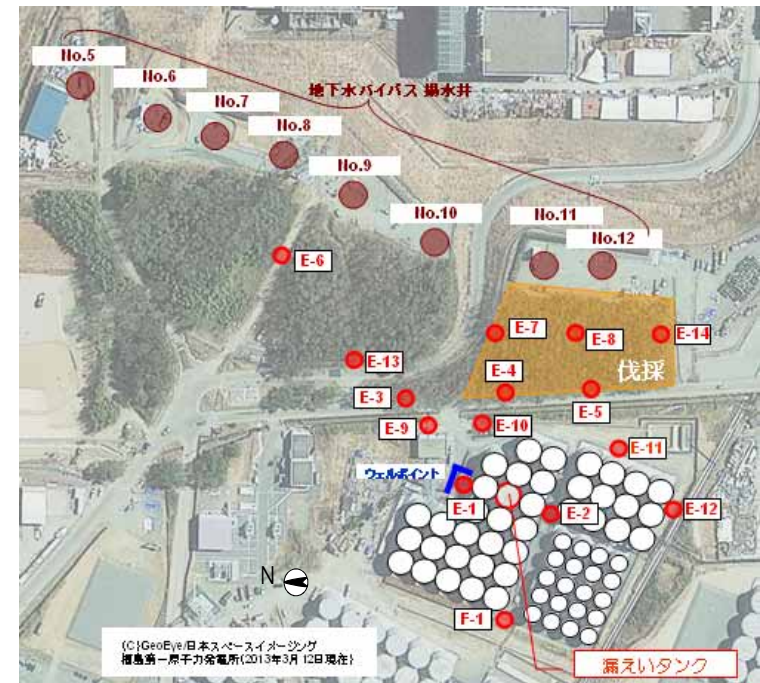 No.5
No.6
No.7
地下水バイパス 揚水井
No.8
No.9
No.10
No.11
No.12
E-6
E-7
E-8
E-14
E-13
E-4
伐採
E-3
E-5
E-9
E-10
E-11
ウェルポイント
E-1
E-2
E-12
N
F-1
(C)GeoEye/日本スペースイメージング
福島第一原子力発電所(2013年3月12日現在)
漏えいタンク